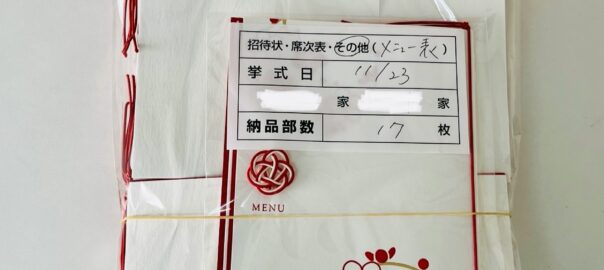 招待状・席次表・その他(メニュー表)
挙式日 11/23
家 家
納品部数 17 枚
MENU